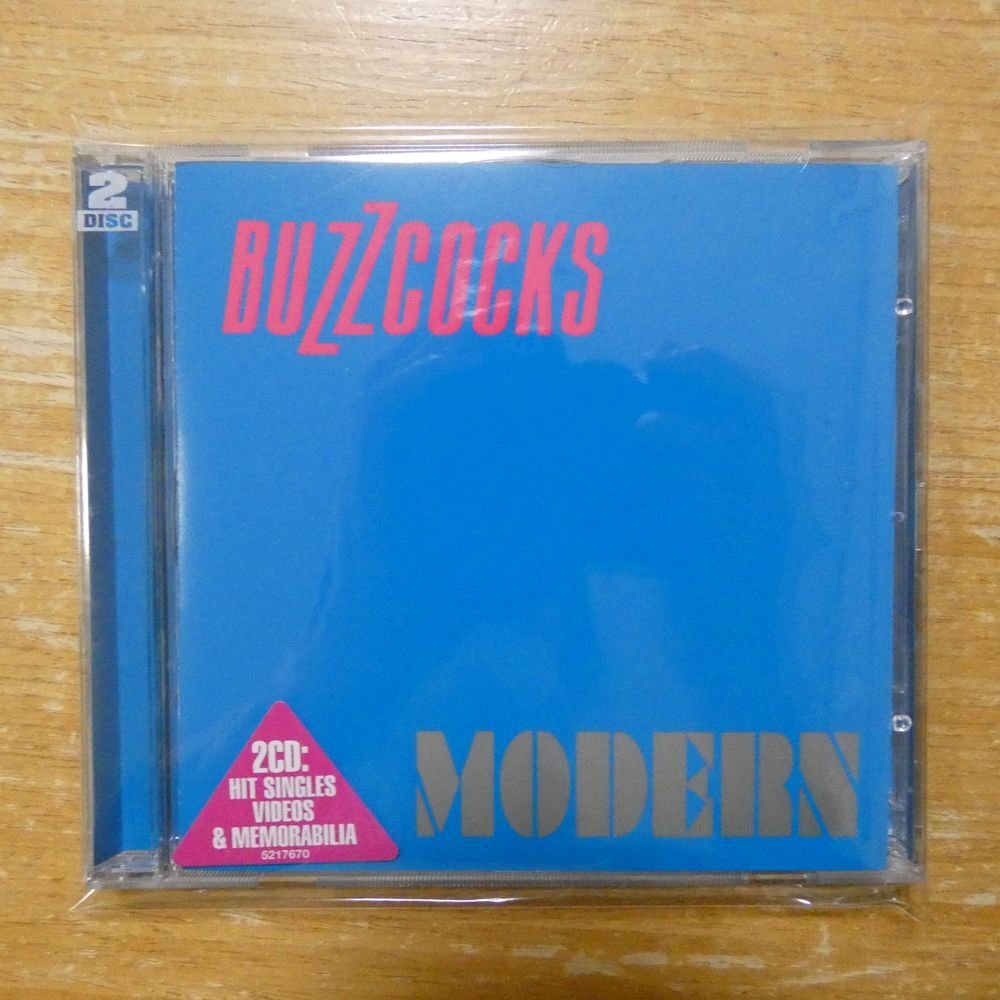 2
DISC
BUZZCOCKS
2CD:
HIT SINGLES
VIDEOS
& MEMORABILIA
5217670
MODERN